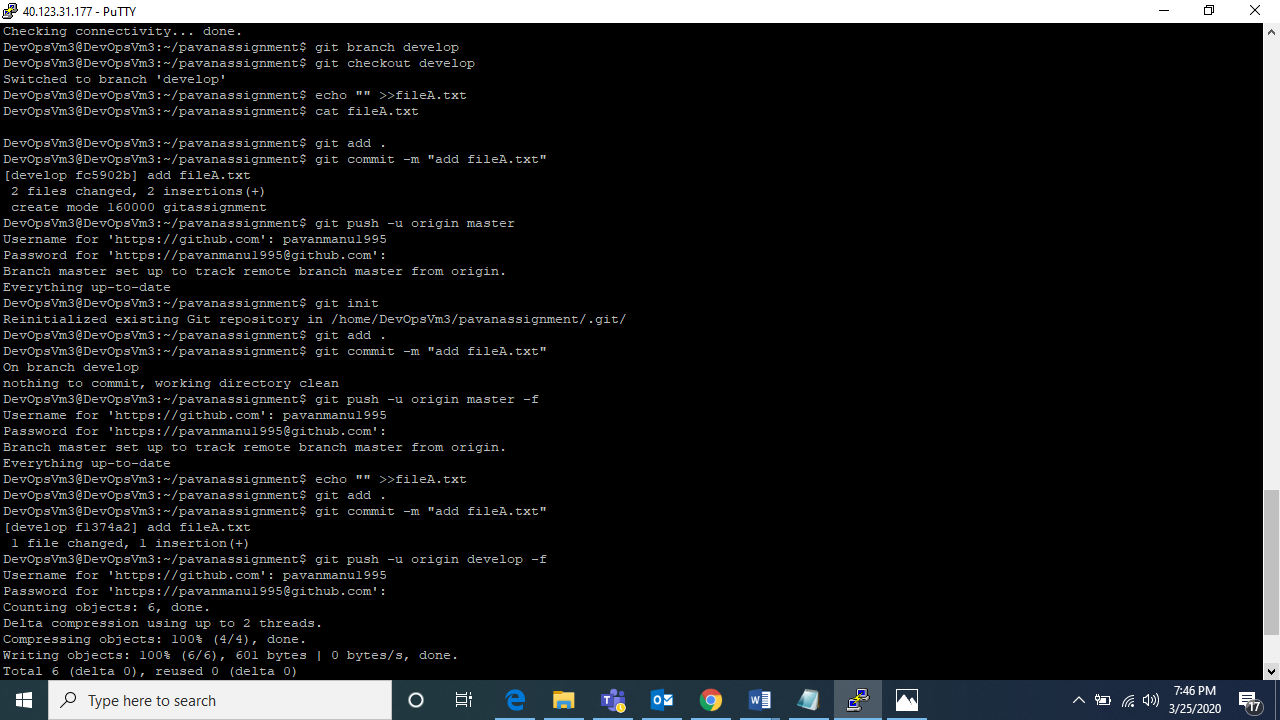 40.123.31.177 - PuTTY
Checking connectivity... done.
DevOpsVm3@DevOpsVm3:~/pavanassignment$ git branch develop
DevOpsVm3@DevOpsVm3:~/pavanassignment$ git checkout develop
Switched to branch 'develop'
DevOpsVm3@DevOpsVm3:~/pavanassignment$ echo "" >>fileA.txt
DevOpsVm3@DevOpsVm3:~/pavanassignment$ cat fileA.txt
DevOpsVm3@DevOpsVm3:~/pavanassignment$ git add .
DevOpsVm3@DevOpsVm3:~/pavanassignment$ git commit -m "add fileA.txt"
[develop fc5902b] add fileA.txt
 2 files changed, 2 insertions(+)
 create mode 160000 gitassignment
DevOpsVm3@DevOpsVm3:~/pavanassignment$ git push -u origin master
Username for 'https://github.com': pavanmanu1995
Password for 'https://pavanmanu1995@github.com':
Branch master set up to track remote branch master from origin.
Everything up-to-date
DevOpsVm3@DevOpsVm3:~/pavanassignment$ git init
Reinitialized existing Git repository in /home/DevOpsVm3/pavanassignment/.git/
DevOpsVm3@DevOpsVm3:~/pavanassignment$ git add .
DevOpsVm3@DevOpsVm3:~/pavanassignment$ git commit -m "add fileA.txt"
On branch develop
nothing to commit, working directory clean
DevOpsVm3@DevOpsVm3:~/pavanassignment$ git push -u origin master -f
Username for 'https://github.com': pavanmanu1995
Password for 'https://pavanmanu1995@github.com':
Branch master set up to track remote branch master from origin.
Everything up-to-date
DevOpsVm3@DevOpsVm3:~/pavanassignment$ echo "" >>fileA.txt
DevOpsVm3@DevOpsVm3:~/pavanassignment$ git add .
DevOpsVm3@DevOpsVm3:~/pavanassignment$ git commit -m "add fileA.txt"
[develop f1374a2] add fileA.txt
 1 file changed, 1 insertion(+)
DevOpsVm3@DevOpsVm3:~/pavanassignment$ git push -u origin develop -f
Username for 'https://github.com': pavanmanu1995
Password for 'https://pavanmanu1995@github.com':
Counting objects: 6, done.
Delta compression using up to 2 threads.
Compressing objects: 100% (4/4), done.
Writing objects: 100% (6/6), 601 bytes | 0 bytes/s, done.
Total 6 (delta 0), reused 0 (delta 0)
Type here to search
7:46 PM
3/25/2020
17